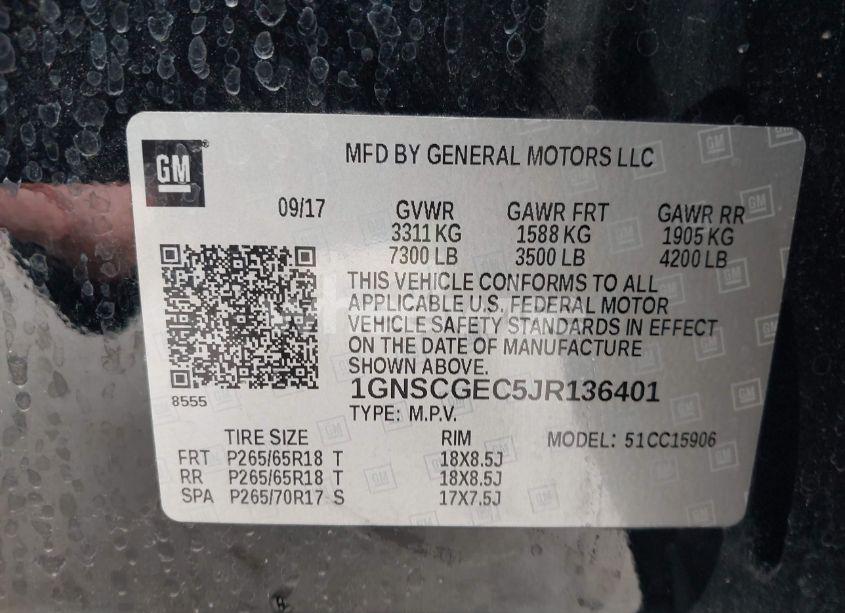 GM
MFD BY GENERAL MOTORS LLC
09/17 GVWR GAWR FRT GAWR RR
3311 KG 1588 KG 1905 KG
7300 LB 3500 LB 4200 LB
THIS VEHICLE CONFORMS TO ALL
APPLICABLE U.S. FEDERAL MOTOR
VEHICLE SAFETY STANDARDS IN EFFECT
ON THE DATE OF MANUFACTURE
SHOWN ABOVE.
8555
1GNSCGEC5JR136401
TYPE: M.P.V.
TIRE SIZE RIM MODEL: 51CC15906
FRT P265/65R18 T 18X8.5J
RR P265/65R18 T 18X8.5J
SPA P265/70R17 S 17X7.5J